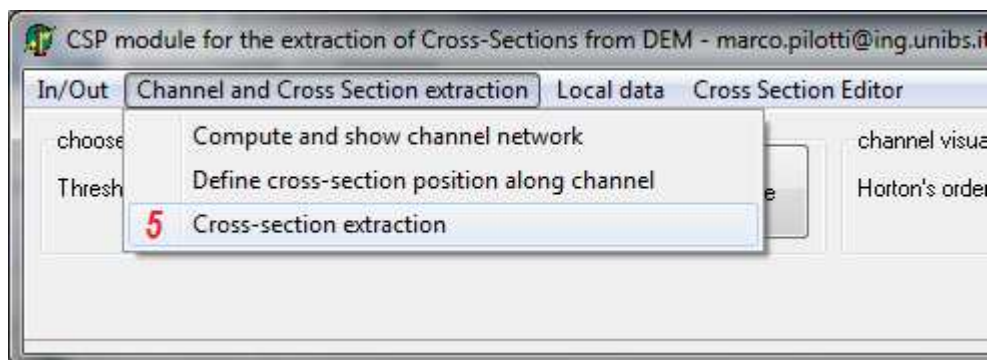 CSP module for the extraction of Cross-Sections from DEM - marco.pilotti@ing.unibs.it
In/Out Channel and Cross Section extraction Local data Cross Section Editor
choose
Compute and show channel network
channel visua
Thresh
Define cross-section position along channel
e
Horton's order
5 Cross-section extraction